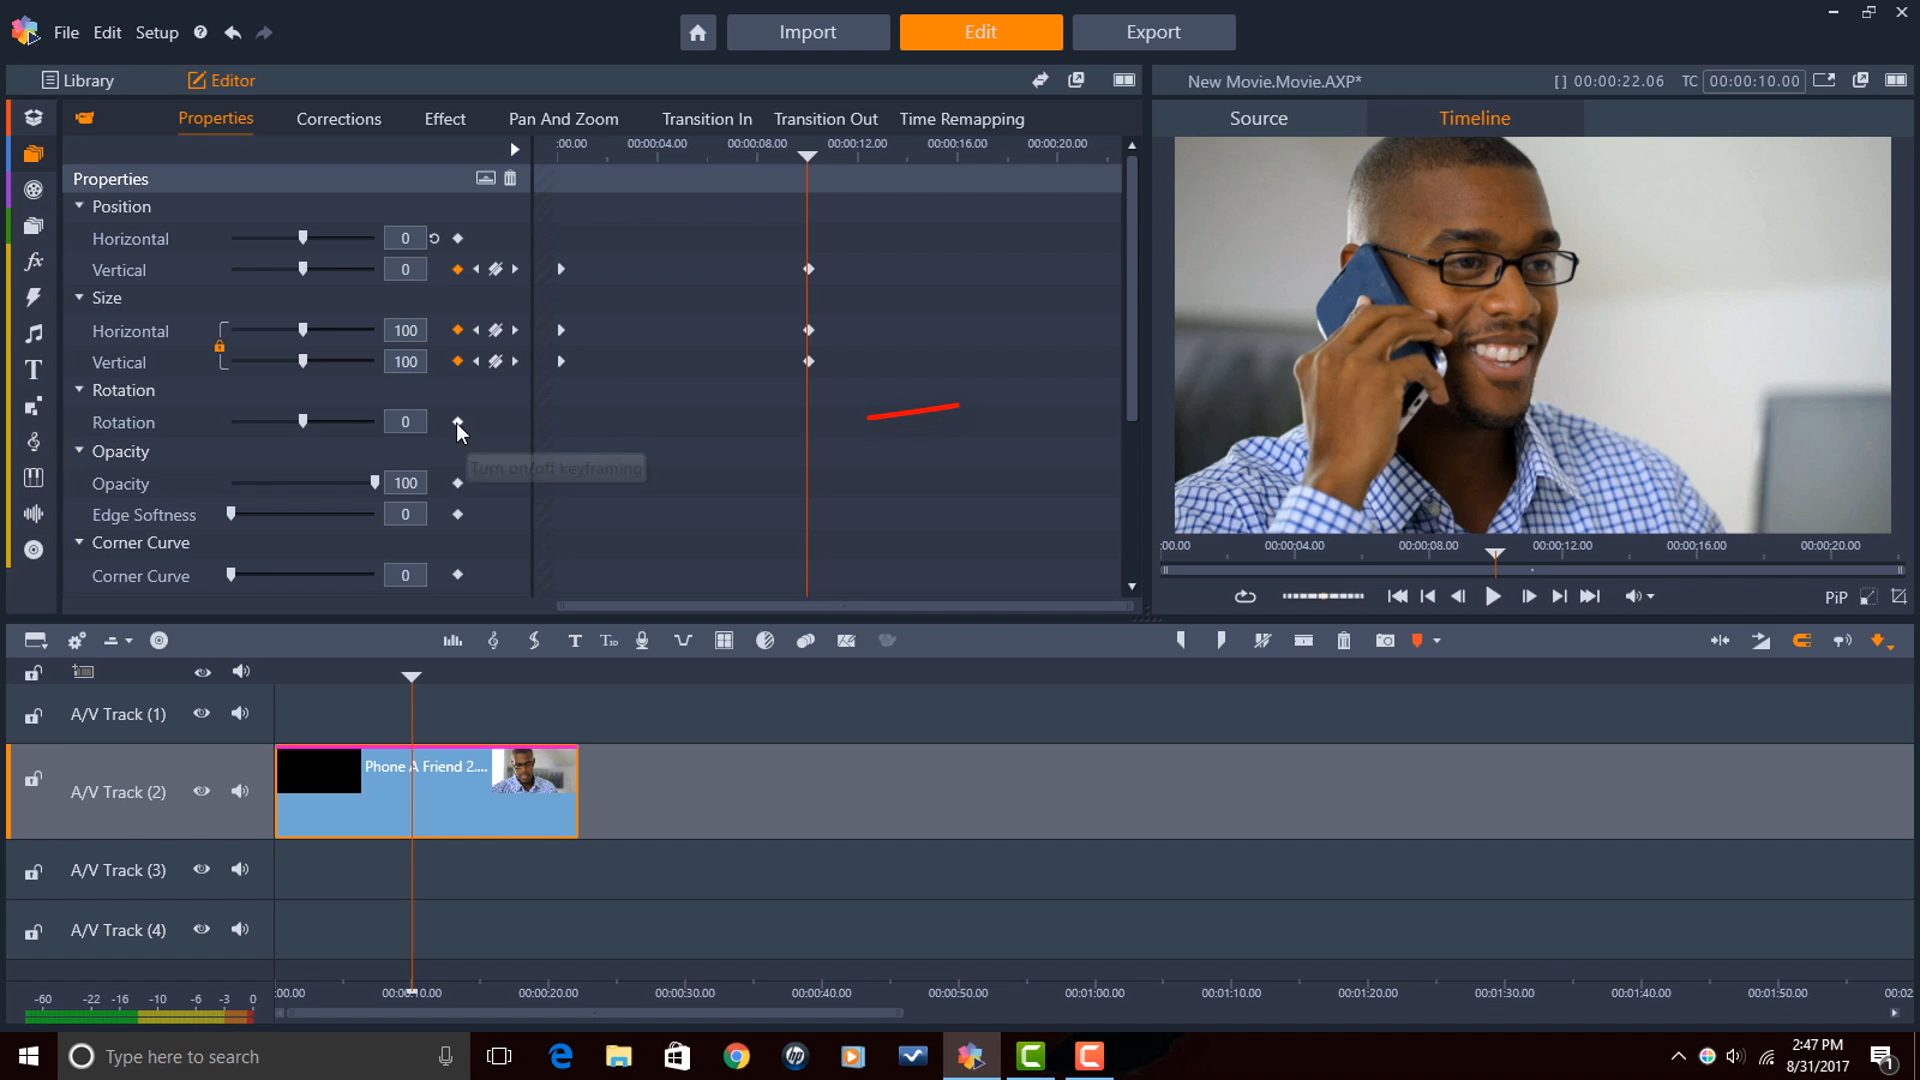 File Edit Setup ? Import Edit Export
Library Editor New Movie.Movie.AXP* [ ] 00:00:22.06 TC 00:00:10.00
Properties Corrections Effect Pan And Zoom Transition In Transition Out Time Remapping Source Timeline
:00.00 00:00:04.00 00:00:08.00 00:00:12.00 00:00:16.00 00:00:20.00
Properties
Position
Horizontal 0
Vertical 0
Size
Horizontal 100
Vertical 100
Rotation
Rotation 0
Opacity
Turn on/off keyframing
Opacity 100
Edge Softness 0
Corner Curve
Corner Curve 0
:00.00 00:00:04.00 00:00:08.00 00:00:12.00 00:00:16.00 00:00:20.00
PiP
A/V Track (1)
Phone A Friend 2....
A/V Track (2)
A/V Track (3)
A/V Track (4)
-60 -22 -16 -10 -6 -3 0
:00.00 00:00:10.00 00:00:20.00 00:00:30.00 00:00:40.00 00:00:50.00 00:01:00.00 00:01:10.00 00:01:20.00 00:01:30.00 00:01:40.00 00:01:50.00 00:02
Type here to search
2:47 PM
8/31/2017
1